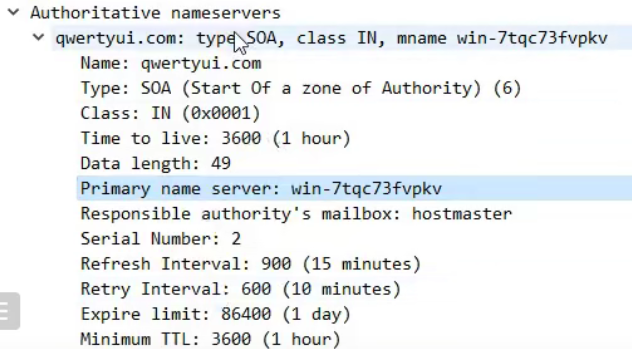 Authoritative nameservers
qwertyui.com: type SOA, class IN, mname win-7tqc73fvpkv
Name: qwertyui.com
Type: SOA (Start Of a zone of Authority) (6)
Class: IN (0x0001)
Time to live: 3600 (1 hour)
Data length: 49
Primary name server: win-7tqc73fvpkv
Responsible authority's mailbox: hostmaster
Serial Number: 2
Refresh Interval: 900 (15 minutes)
Retry Interval: 600 (10 minutes)
Expire limit: 86400 (1 day)
Minimum TTL: 3600 (1 hour)